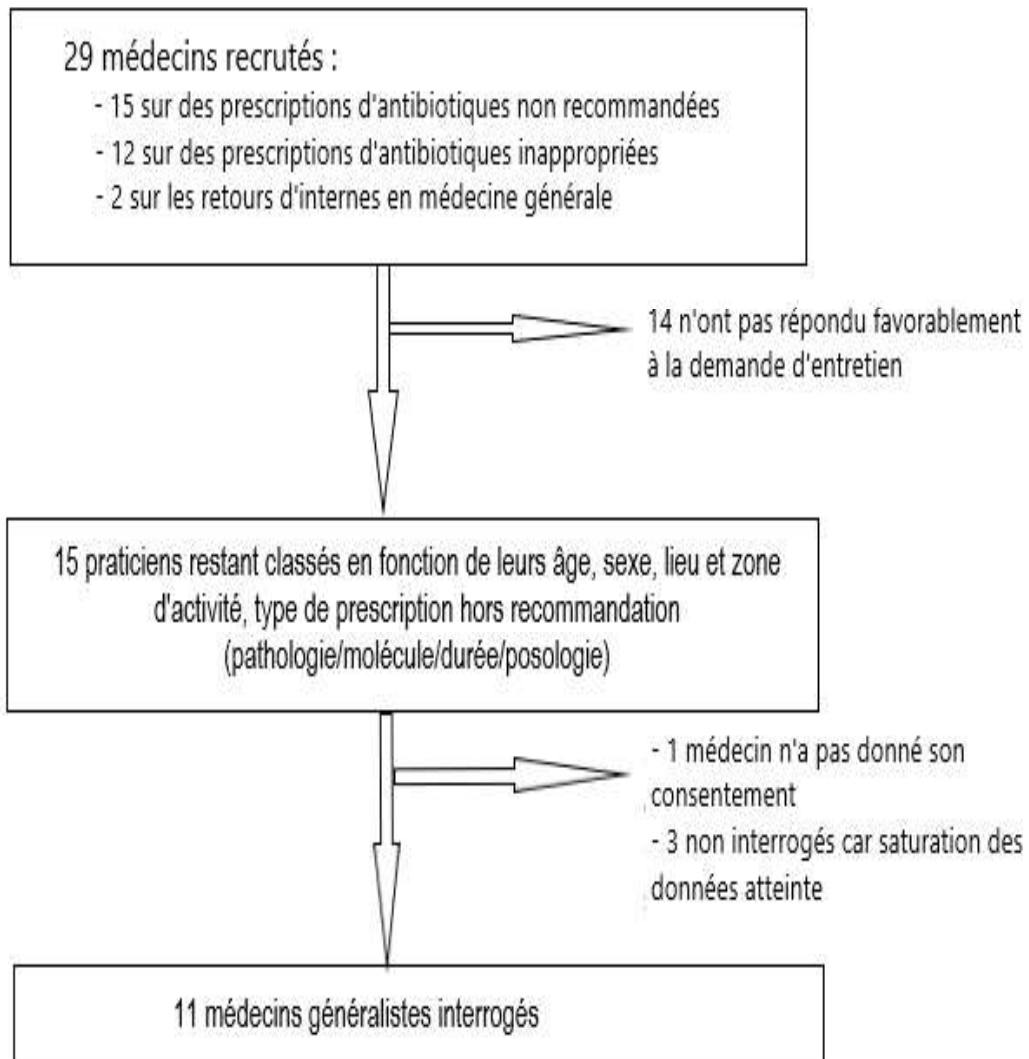 29 médecins recrutés :
- 15 sur des prescriptions d'antibiotiques non recommandées
- 12 sur des prescriptions d'antibiotiques inappropriées
- 2 sur les retours d'internes en médecine générale
14 n'ont pas répondu favorablement
à la demande d'entretien
15 praticiens restant classés en fonction de leurs âge, sexe, lieu et zone
d'activité, type de prescription hors recommandation
(pathologie/molécule/durée/posologie)
- 1 médecin n'a pas donné son
consentement
- 3 non interrogés car saturation des
données atteinte
11 médecins généralistes interrogés